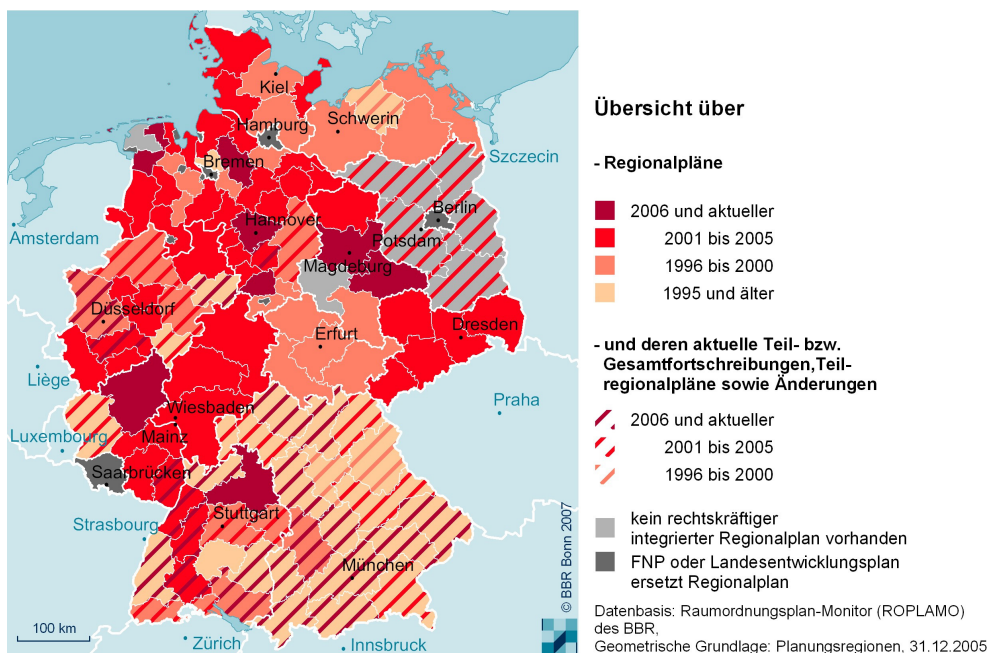 Kiel
Hamburg
Schwerin
Szczecin
Bremen
Berlin
Hannover
Amsterdam
Potsdam
Magdeburg
Düsseldorf
Erfurt
Dresden
Liège
Praha
Wiesbaden
Luxembourg
Mainz
Saarbrücken
Stuttgart
Strasbourg
München
Zürich
Innsbruck
100 km
© BBR Bonn 2007
Übersicht über
- Regionalpläne
2006 und aktueller
2001 bis 2005
1996 bis 2000
1995 und älter
- und deren aktuelle Teil- bzw.
Gesamtfortschreibungen,Teil-
regionalpläne sowie Änderungen
2006 und aktueller
2001 bis 2005
1996 bis 2000
kein rechtskräftiger
integrierter Regionalplan vorhanden
FNP oder Landesentwicklungsplan
ersetzt Regionalplan
Datenbasis: Raumordnungsplan-Monitor (ROPLAMO)
des BBR,
Geometrische Grundlage: Planungsregionen, 31.12.2005